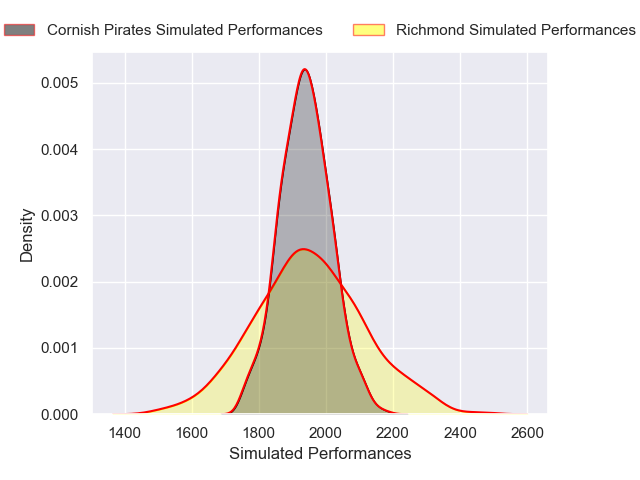 Cornish Pirates Simulated Performances Richmond Simulated Performances
0.005
0.004
0.003
0.002
0.001
0.000
Density
1400 1600 1800 2000 2200 2400 2600
Simulated Performances